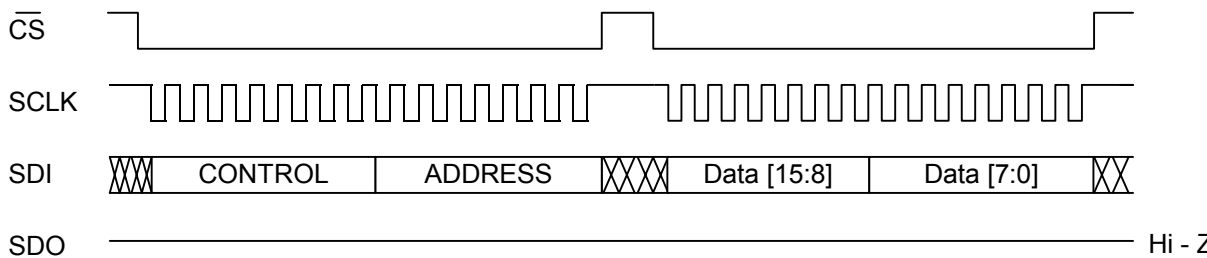 CS
SCLK
SDI CONTROL ADDRESS Data [15:8] Data [7:0]
SDO Hi - Z